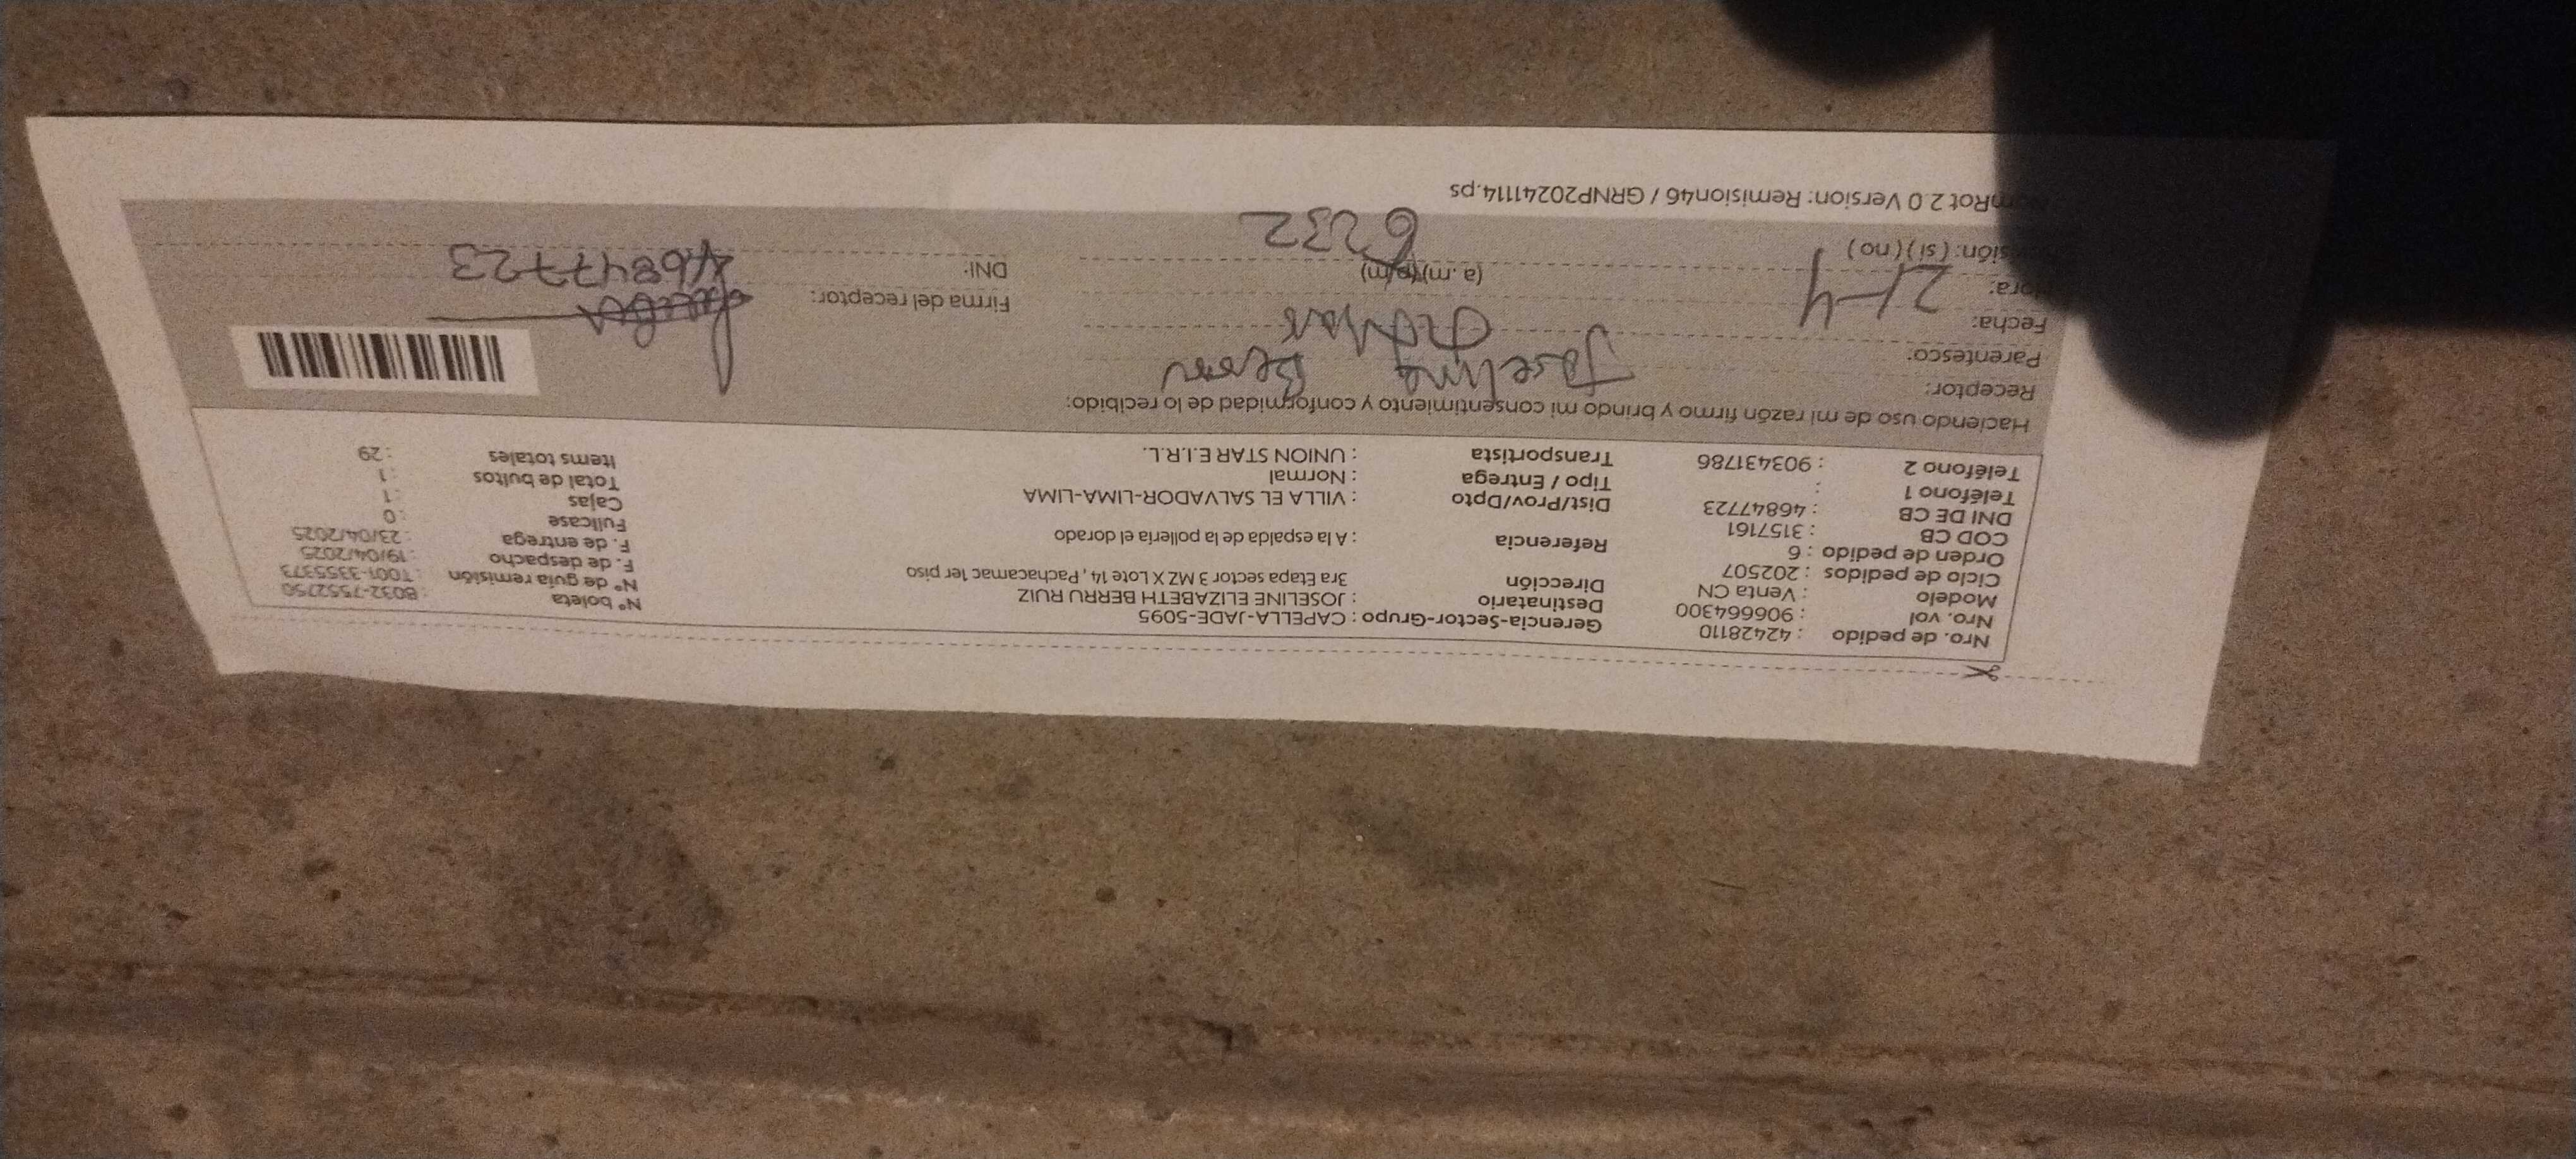 Nro. de pedido : 42428110 Gerencia-Sector-Grupo : CAPELLA-JADE-5095 N° boleta : B032-7552750
Nro. vol : 906664300 Destinatario : JOSELINE ELIZABETH BERRU RUIZ N° de guía remisión : T001-3355373
Modelo : Venta CN Dirección 3ra Etapa sector 3 MZ X Lote 14 , Pachacamac 1er piso F. de despacho : 19/04/2025
Ciclo de pedidos : 202507 F. de entrega : 23/04/2025
Orden de pedido : 6 Referencia : A la espalda de la polleria el dorado Fullcase : 0
COD CB : 3157161 Cajas : 1
DNI DE CB : 46847723 Dist/Prov/Dpto : VILLA EL SALVADOR-LIMA-LIMA Total de bultos : 1
Teléfono 1 : Tipo / Entrega : Normal Items totales : 29
Teléfono 2 : 903431786 Transportista : UNION STAR E.I.R.L.
Haciendo uso de mi razón firmo y brindo mi consentimiento y conformidad de lo recibido:
Receptor: Joselyne Berru
Parentesco: titular
Fecha: 21-4 Firma del receptor:
Hora: (a. m) (p/m) 6:32 DNI: 46847723
(si) (no)
Rot 2.0 Version: Remision46 / GRNP20241114.ps